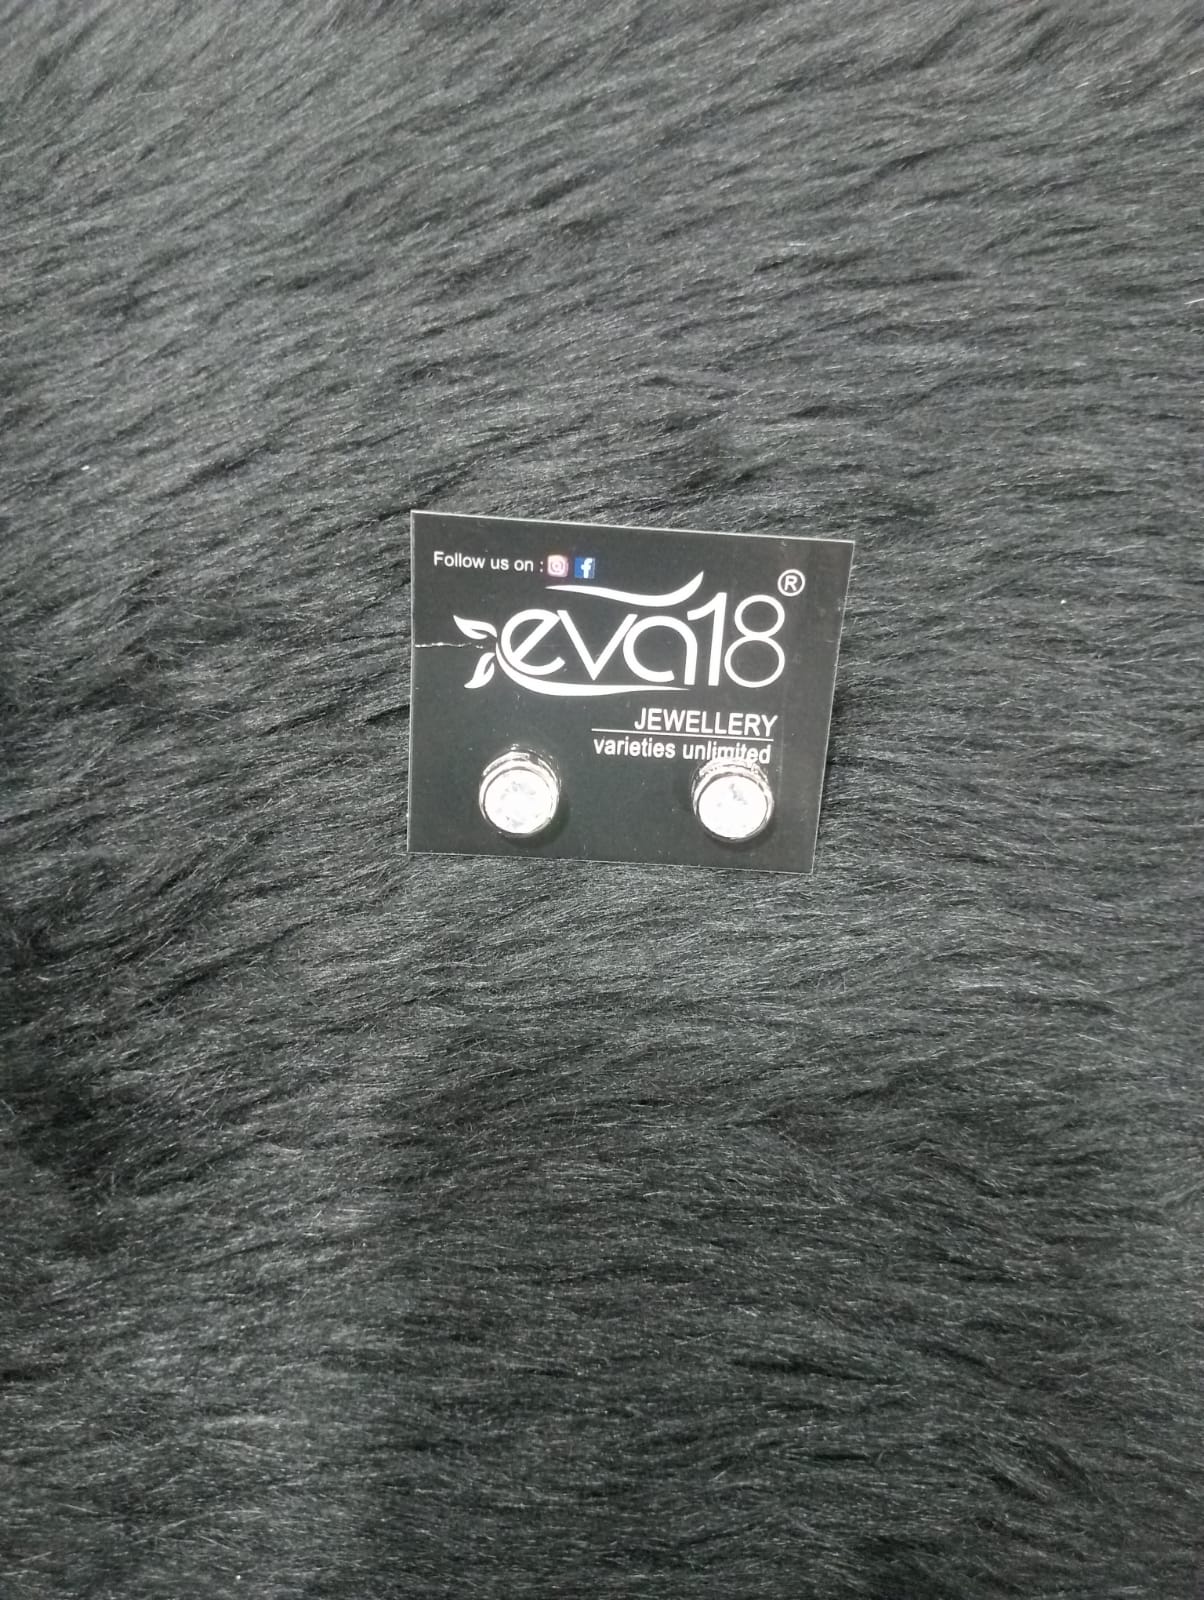 Follow us on :
eva18®
JEWELLERY
varieties unlimited